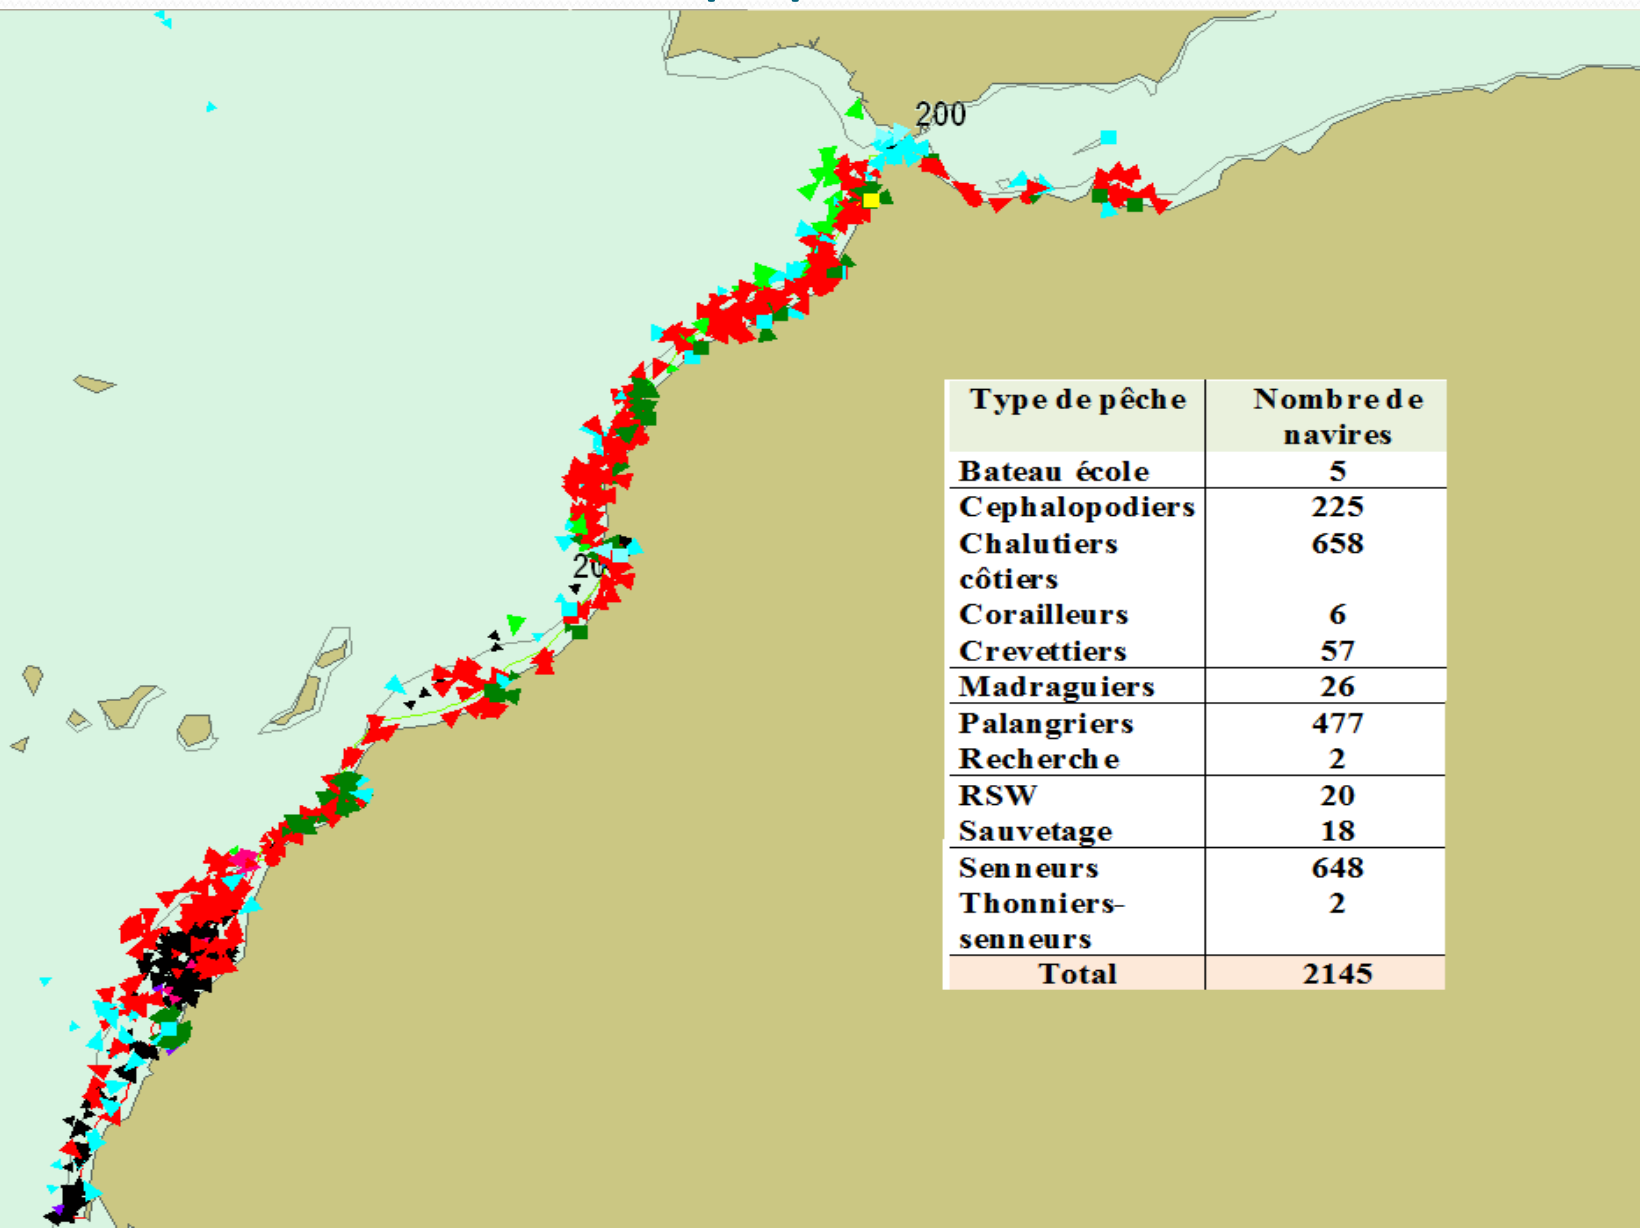 200
20
Type de pêche Nombre de
navires
Bateau école 5
Cephalopodiers 225
Chalutiers 658
côtiers
Corailleurs 6
Crevettiers 57
Madraguiers 26
Palangriers 477
Recherche 2
RSW 20
Sauvetage 18
Senneurs 648
Thonniers- 2
senneurs
Total 2145